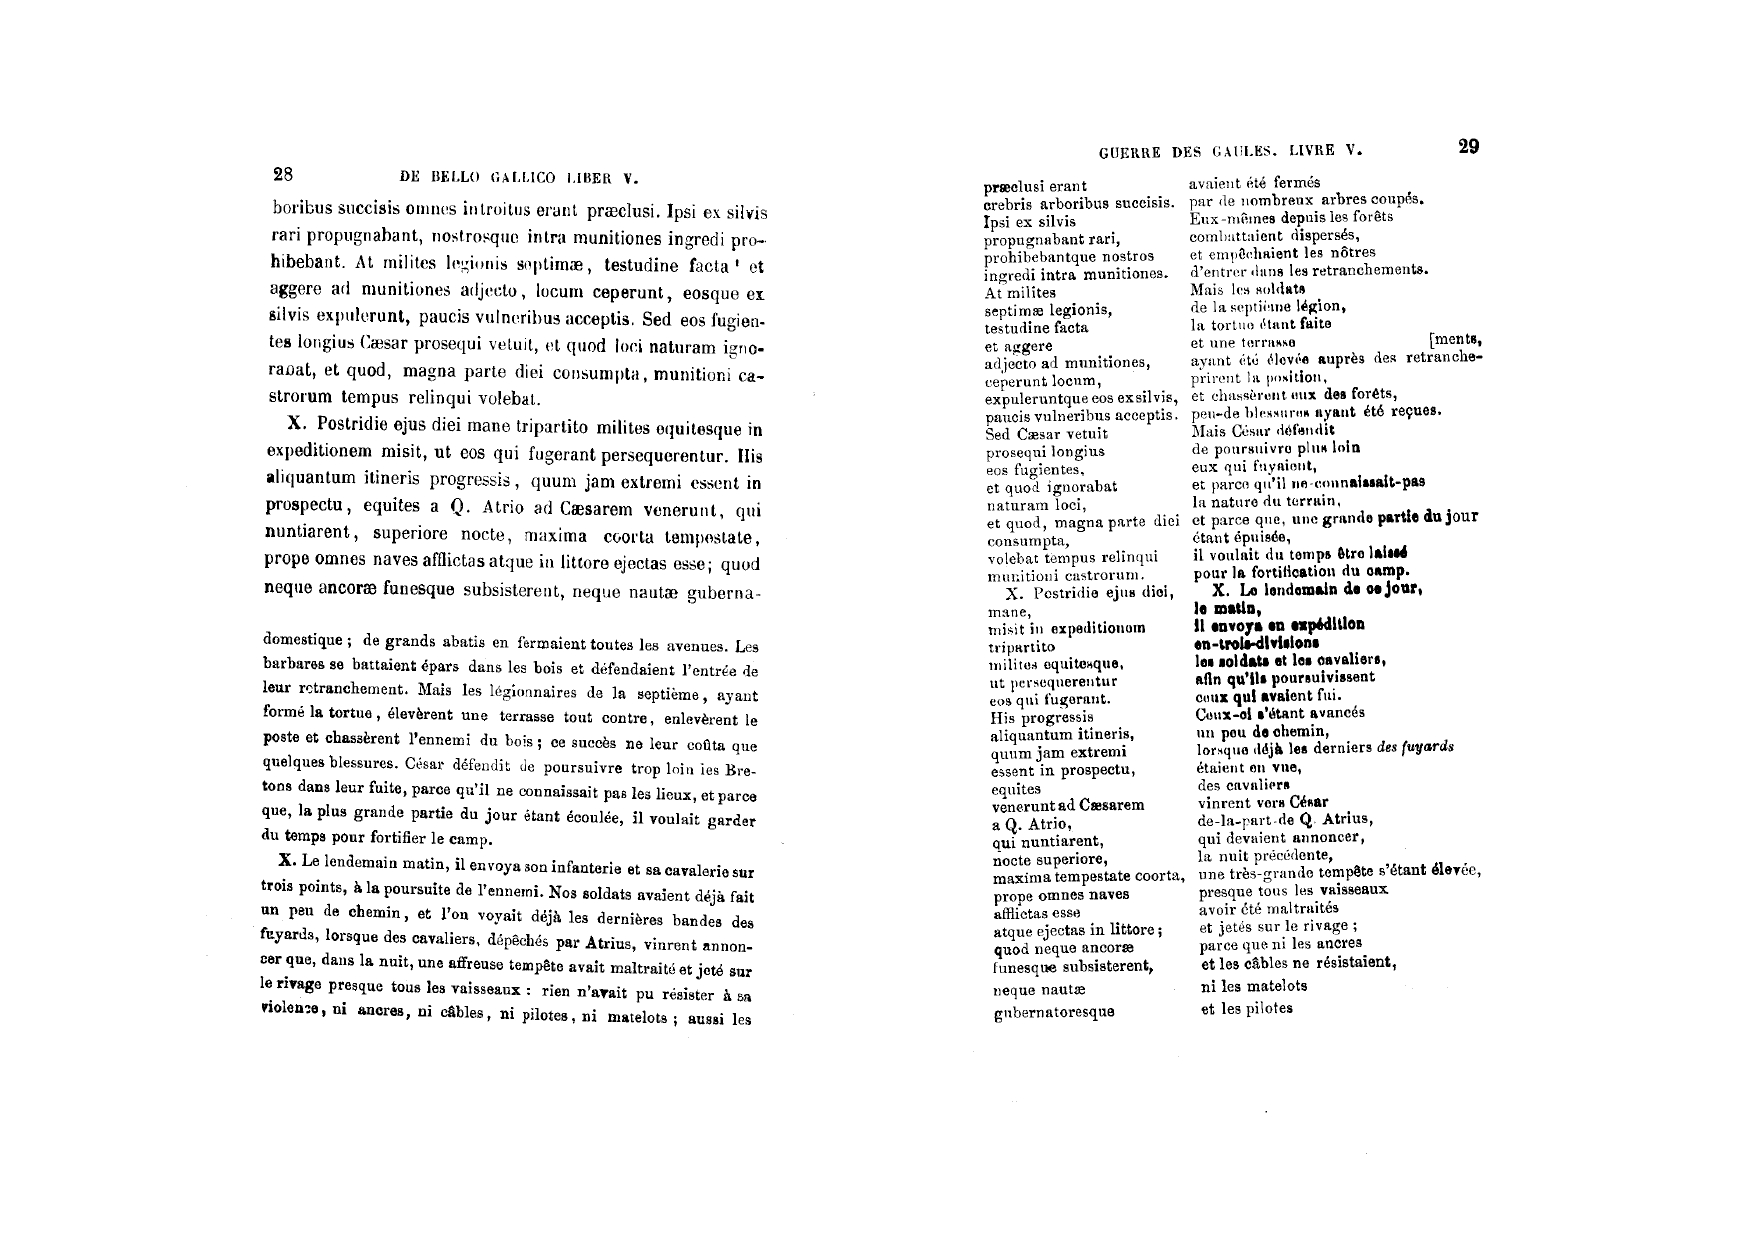 28 DE BELLO GALLICO LIBER V.
boribus succisis omnes introitus erant præclusi. Ipsi ex silvis
rari propugnabant, nostrosque intra munitiones ingredi pro-
hibebant. At milites legionis septimæ, testudine facta ¹ et
aggere ad munitiones adjecto, locum ceperunt, eosque ex
silvis expulerunt, paucis vulneribus acceptis. Sed eos fugien-
tes longius Cæsar prosequi vetuit, et quod loci naturam igno-
rabat, et quod, magna parte diei consumpta, munitioni ca-
strorum tempus relinqui volebat.
X. Postridie ejus diei mane tripartito milites equitesque in
expeditionem misit, ut eos qui fugerant persequerentur. His
aliquantum itineris progressis, quum jam extremi essent in
prospectu, equites a Q. Atrio ad Cæsarem venerunt, qui
nuntiarent, superiore nocte, maxima coorta tempestate,
prope omnes naves afflictas atque in littore ejectas esse; quod
neque ancoræ funesque subsisterent, neque nautæ guberna-
domestique; de grands abatis en fermaient toutes les avenues. Les
barbares se battaient épars dans les bois et défendaient l'entrée de
leur retranchement. Mais les légionnaires de la septième, ayant
formé la tortue, élevèrent une terrasse tout contre, enlevèrent le
poste et chassèrent l'ennemi du bois; ce succès ne leur coûta que
quelques blessures. César défendit de poursuivre trop loin les Bre-
tons dans leur fuite, parce qu'il ne connaissait pas les lieux, et parce
que, la plus grande partie du jour étant écoulée, il voulait garder
du temps pour fortifier le camp.
X. Le lendemain matin, il envoya son infanterie et sa cavalerie sur
trois points, à la poursuite de l'ennemi. Nos soldats avaient déjà fait
un peu de chemin, et l'on voyait déjà les dernières bandes des
fuyards, lorsque des cavaliers, dépêchés par Atrius, vinrent annon-
cer que, dans la nuit, une affreuse tempête avait maltraité et jeté sur
le rivage presque tous les vaisseaux : rien n'avait pu résister à sa
violence, ni ancres, ni câbles, ni pilotes, ni matelots; aussi les
GUERRE DES GAULES. LIVRE V. 29
præclusi erant
crebris arboribus succisis.
Ipsi ex silvis
propugnabant rari,
prohibebantque nostros
ingredi intra munitiones.
At milites
septimæ legionis,
testudine facta
et aggere
adjecto ad munitiones,
ceperunt locum,
expuleruntque eos ex silvis,
paucis vulneribus acceptis.
Sed Cæsar vetuit
prosequi longius
eos fugientes,
et quod ignorabat
naturam loci,
et quod, magna parte diei
consumpta,
volebat tempus relinqui
munitioni castrorum.
X. Postridie ejus diei,
mane,
misit in expeditionem
tripartito
milites equitesque,
ut persequerentur
eos qui fugerant.
His progressis
aliquantum itineris,
quum jam extremi
essent in prospectu,
equites
venerunt ad Cæsarem
a Q. Atrio,
qui nuntiarent,
nocte superiore,
maxima tempestate coorta,
prope omnes naves
afflictas esse
atque ejectas in littore;
quod neque ancoræ
funesque subsisterent,
neque nautæ
gubernatoresque
avaient été fermés
par de nombreux arbres coupés.
Eux-mêmes depuis les forêts
combattaient dispersés,
et empêchaient les nôtres
d'entrer dans les retranchements.
Mais les soldats
de la septième légion,
la tortue étant faite
et une terrasse [ments,
ayant été élevée auprès des retranche-
prirent la position,
et chassèrent eux des forêts,
peu-de blessures ayant été reçues.
Mais César défendit
de poursuivre plus loin
eux qui fuyaient,
et parce qu'il ne-connaissait-pas
la nature du terrain,
et parce que, une grande partie du jour
étant épuisée,
il voulait du temps être laissé
pour la fortification du camp.
X. Le lendemain de ce jour,
le matin,
il envoya en expédition
en-trois-divisions
les soldats et les cavaliers,
afin qu'ils poursuivissent
ceux qui avaient fui.
Ceux-ci s'étant avancés
un peu de chemin,
lorsque déjà les derniers des fuyards
étaient en vue,
des cavaliers
vinrent vers César
de-la-part-de Q. Atrius,
qui devaient annoncer,
la nuit précédente,
une très-grande tempête s'étant élevée,
presque tous les vaisseaux
avoir été maltraités
et jetés sur le rivage;
parce que ni les ancres
et les câbles ne résistaient,
ni les matelots
et les pilotes